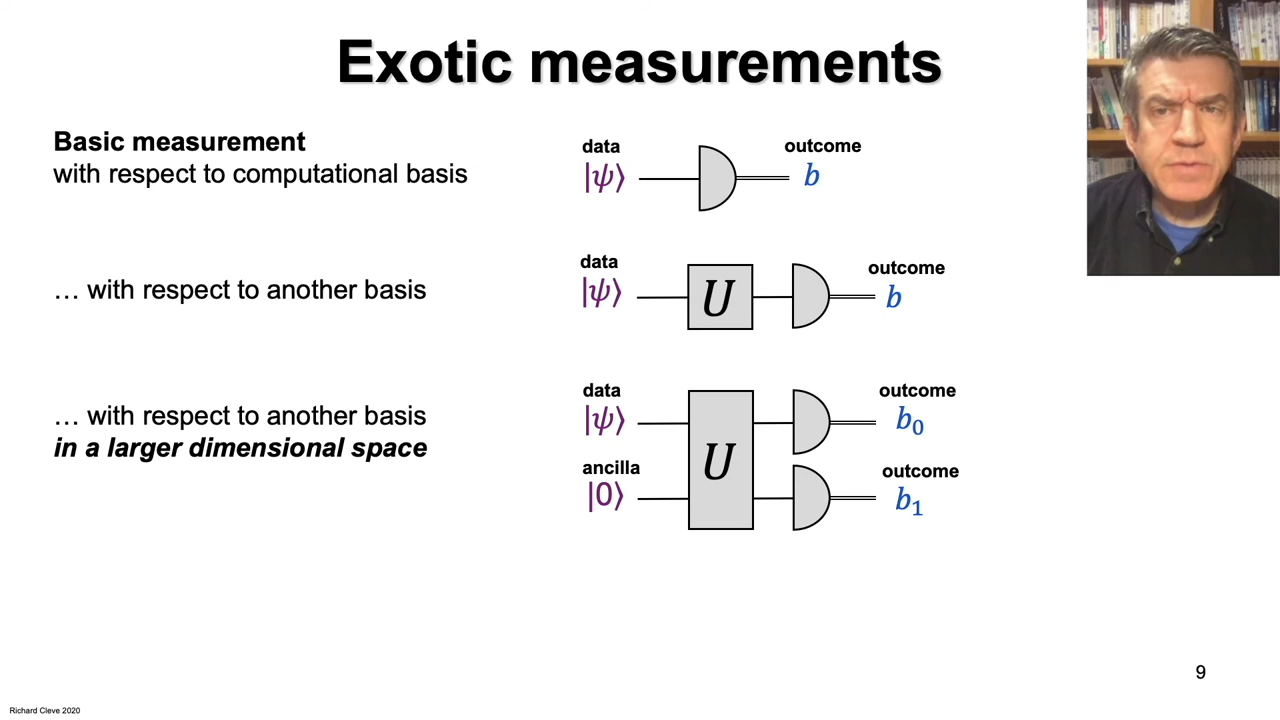 Exotic measurements
Basic measurement
with respect to computational basis
data
|ψ⟩
outcome
b
… with respect to another basis
data
|ψ⟩
U
outcome
b
… with respect to another basis
in a larger dimensional space
data
|ψ⟩
ancilla
|0⟩
U
outcome
b₀
outcome
b₁
9
Richard Cleve 2020